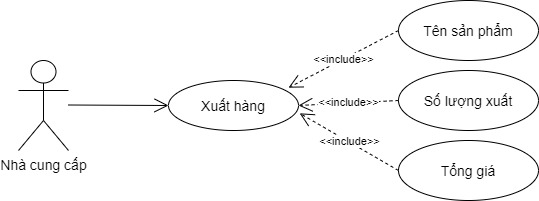 Tên sản phẩm
<<include>>
Xuất hàng
<<include>>
Số lượng xuất
<<include>>
Nhà cung cấp
Tổng giá